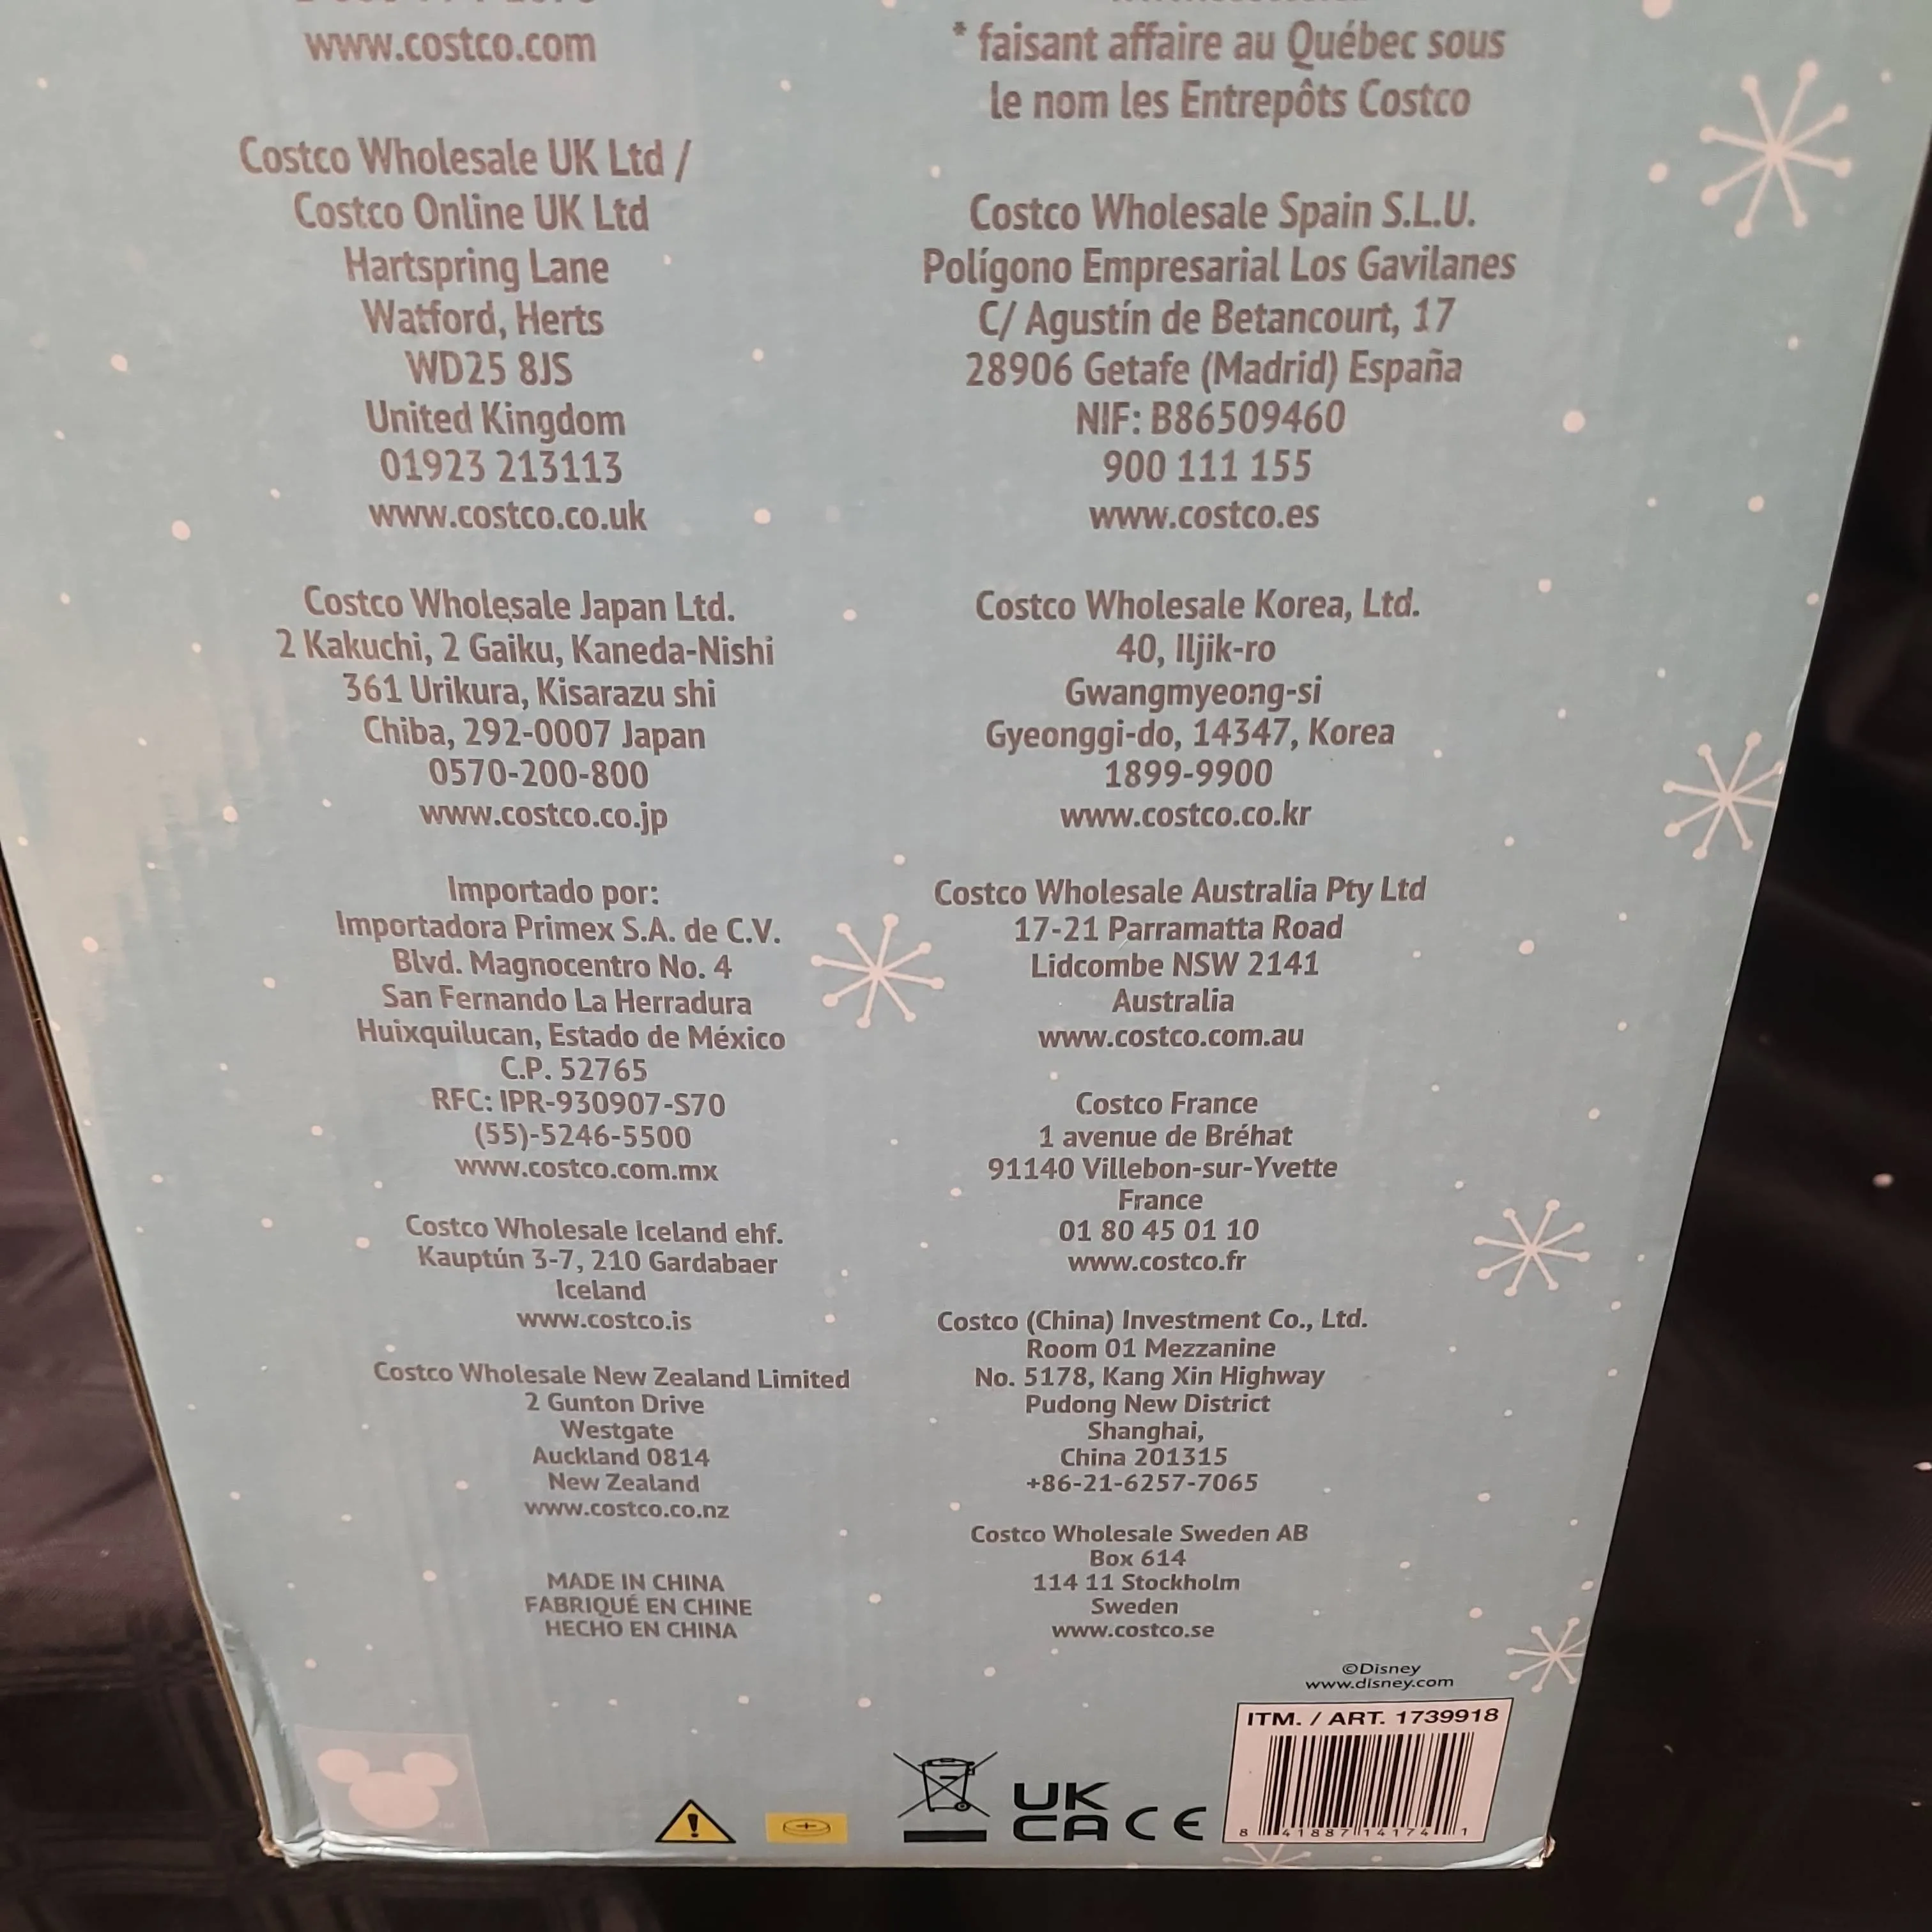 www.costco.com
Costco Wholesale UK Ltd /
Costco Online UK Ltd
Hartspring Lane
Watford, Herts
WD25 8JS
United Kingdom
01923 213113
www.costco.co.uk
Costco Wholesale Japan Ltd.
2 Kakuchi, 2 Gaiku, Kaneda-Nishi
361 Urikura, Kisarazu shi
Chiba, 292-0007 Japan
0570-200-800
www.costco.co.jp
Importado por:
Importadora Primex S.A. de C.V.
Blvd. Magnocentro No. 4
San Fernando La Herradura
Huixquilucan, Estado de México
C.P. 52765
RFC: IPR-930907-S70
(55)-5246-5500
www.costco.com.mx
Costco Wholesale Iceland ehf.
Kauptún 3-7, 210 Gardabaer
Iceland
www.costco.is
Costco Wholesale New Zealand Limited
2 Gunton Drive
Westgate
Auckland 0814
New Zealand
www.costco.co.nz
MADE IN CHINA
FABRIQUÉ EN CHINE
HECHO EN CHINA
* faisant affaire au Québec sous
le nom les Entrepôts Costco
Costco Wholesale Spain S.L.U.
Polígono Empresarial Los Gavilanes
C/ Agustín de Betancourt, 17
28906 Getafe (Madrid) España
NIF: B86509460
900 111 155
www.costco.es
Costco Wholesale Korea, Ltd.
40, Iljik-ro
Gwangmyeong-si
Gyeonggi-do, 14347, Korea
1899-9900
www.costco.co.kr
Costco Wholesale Australia Pty Ltd
17-21 Parramatta Road
Lidcombe NSW 2141
Australia
www.costco.com.au
Costco France
1 avenue de Bréhat
91140 Villebon-sur-Yvette
France
01 80 45 01 10
www.costco.fr
Costco (China) Investment Co., Ltd.
Room 01 Mezzanine
No. 5178, Kang Xin Highway
Pudong New District
Shanghai,
China 201315
+86-21-6257-7065
Costco Wholesale Sweden AB
Box 614
114 11 Stockholm
Sweden
www.costco.se
©Disney
www.disney.com
ITM. / ART. 1739918
8 41887 14174 1
UK
CA CE